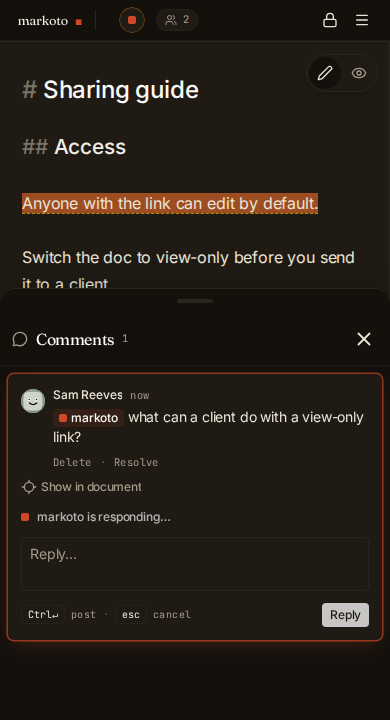 markoto
2
# Sharing guide
## Access
Anyone with the link can edit by default.
Switch the doc to view-only before you send
it to a client
Comments 1
Sam Reeves now
markoto what can a client do with a view-only
link?
Delete · Resolve
Show in document
markoto is responding...
Reply...
Ctrl↵ post · esc cancel
Reply